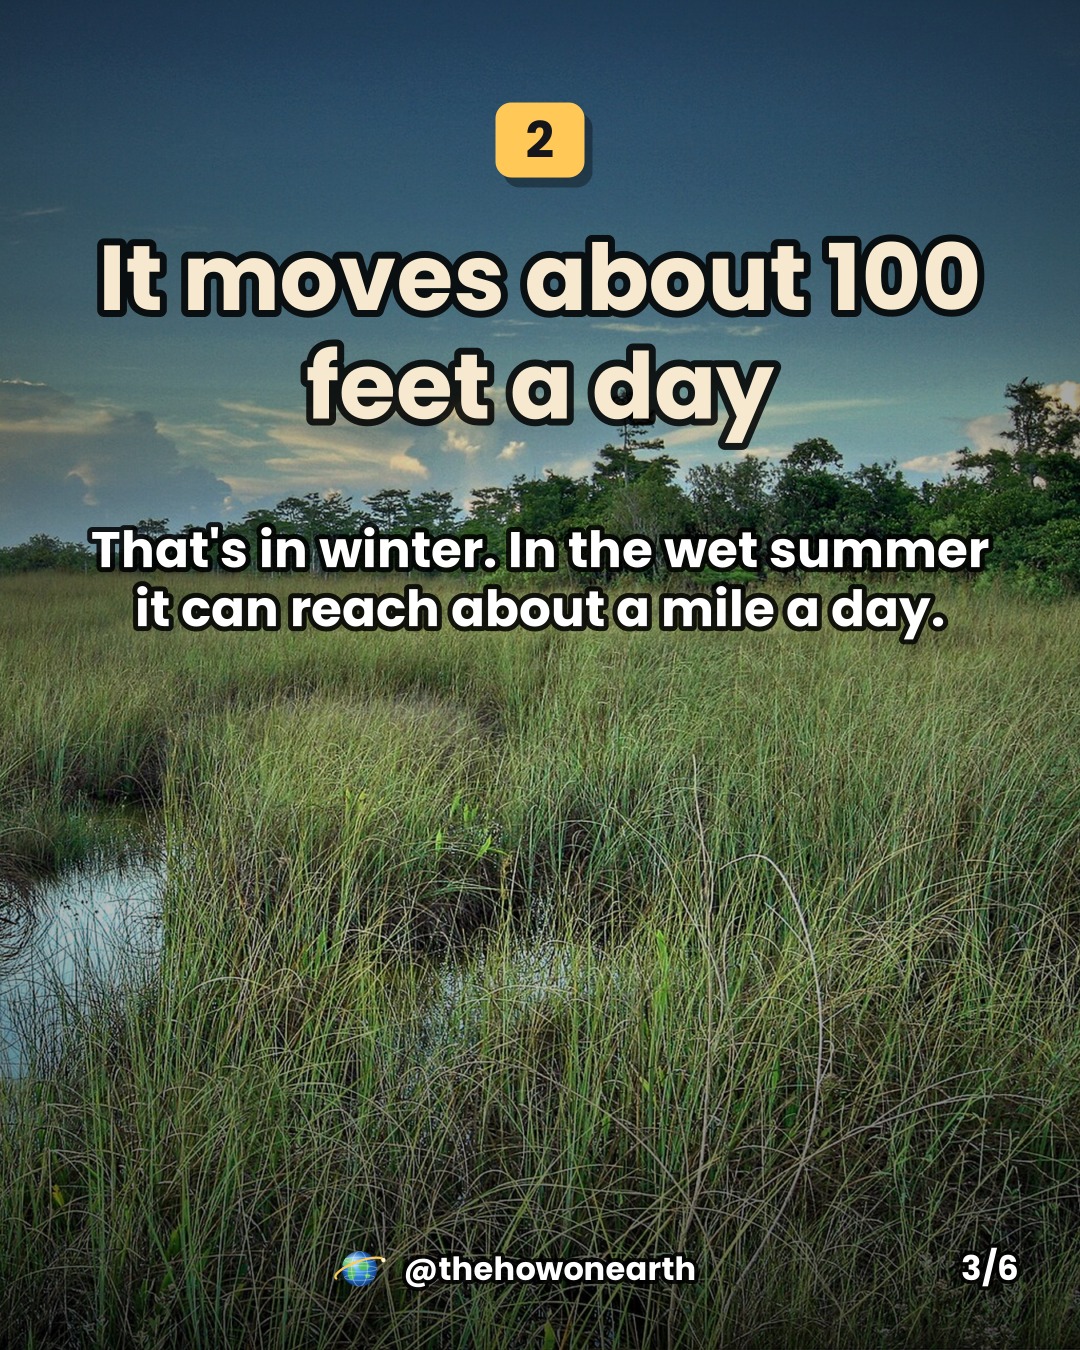 2
It moves about 100
feet a day
That's in winter. In the wet summer
it can reach about a mile a day.
@thehowonearth
3/6